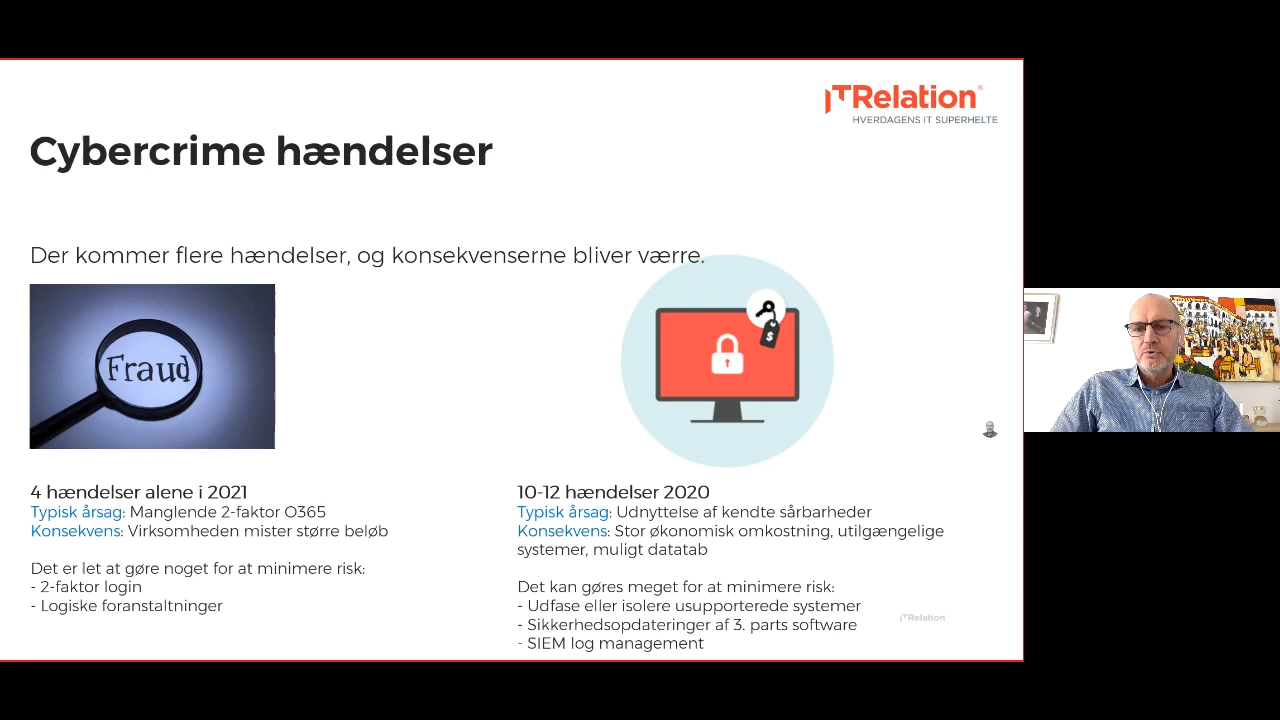 ITRelation
HVERDAGENS IT SUPERHELTE
Cybercrime hændelser
Der kommer flere hændelser, og konsekvenserne bliver værre.
Fraud
$
4 hændelser alene i 2021
Typisk årsag: Manglende 2-faktor O365
Konsekvens: Virksomheden mister større beløb
Det er let at gøre noget for at minimere risk:
- 2-faktor login
- Logiske foranstaltninger
10-12 hændelser 2020
Typisk årsag: Udnyttelse af kendte sårbarheder
Konsekvens: Stor økonomisk omkostning, utilgængelige
systemer, muligt datatab
Det kan gøres meget for at minimere risk:
- Udfase eller isolere usupporterede systemer
- Sikkerhedsopdateringer af 3. parts software
- SIEM log management
ITRelation